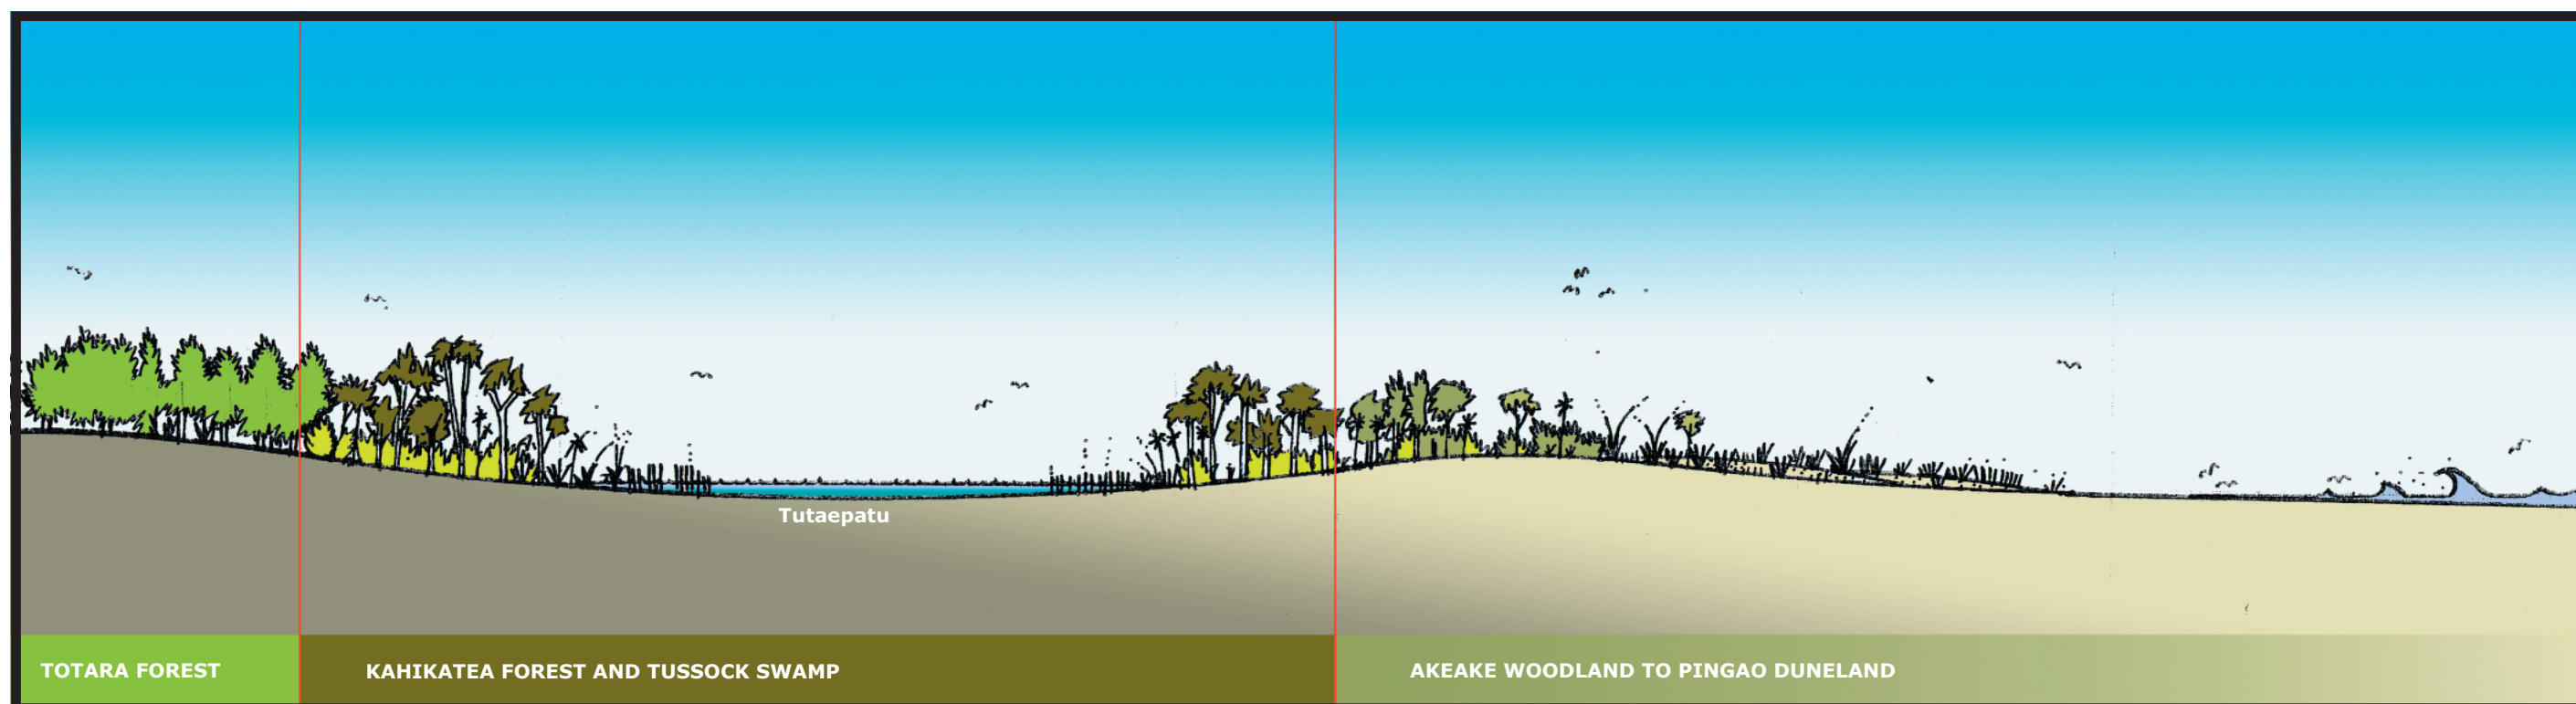 Tutaepatu
TOTARA FOREST
KAHIKATEA FOREST AND TUSSOCK SWAMP
AKEAKE WOODLAND TO PINGAO DUNELAND